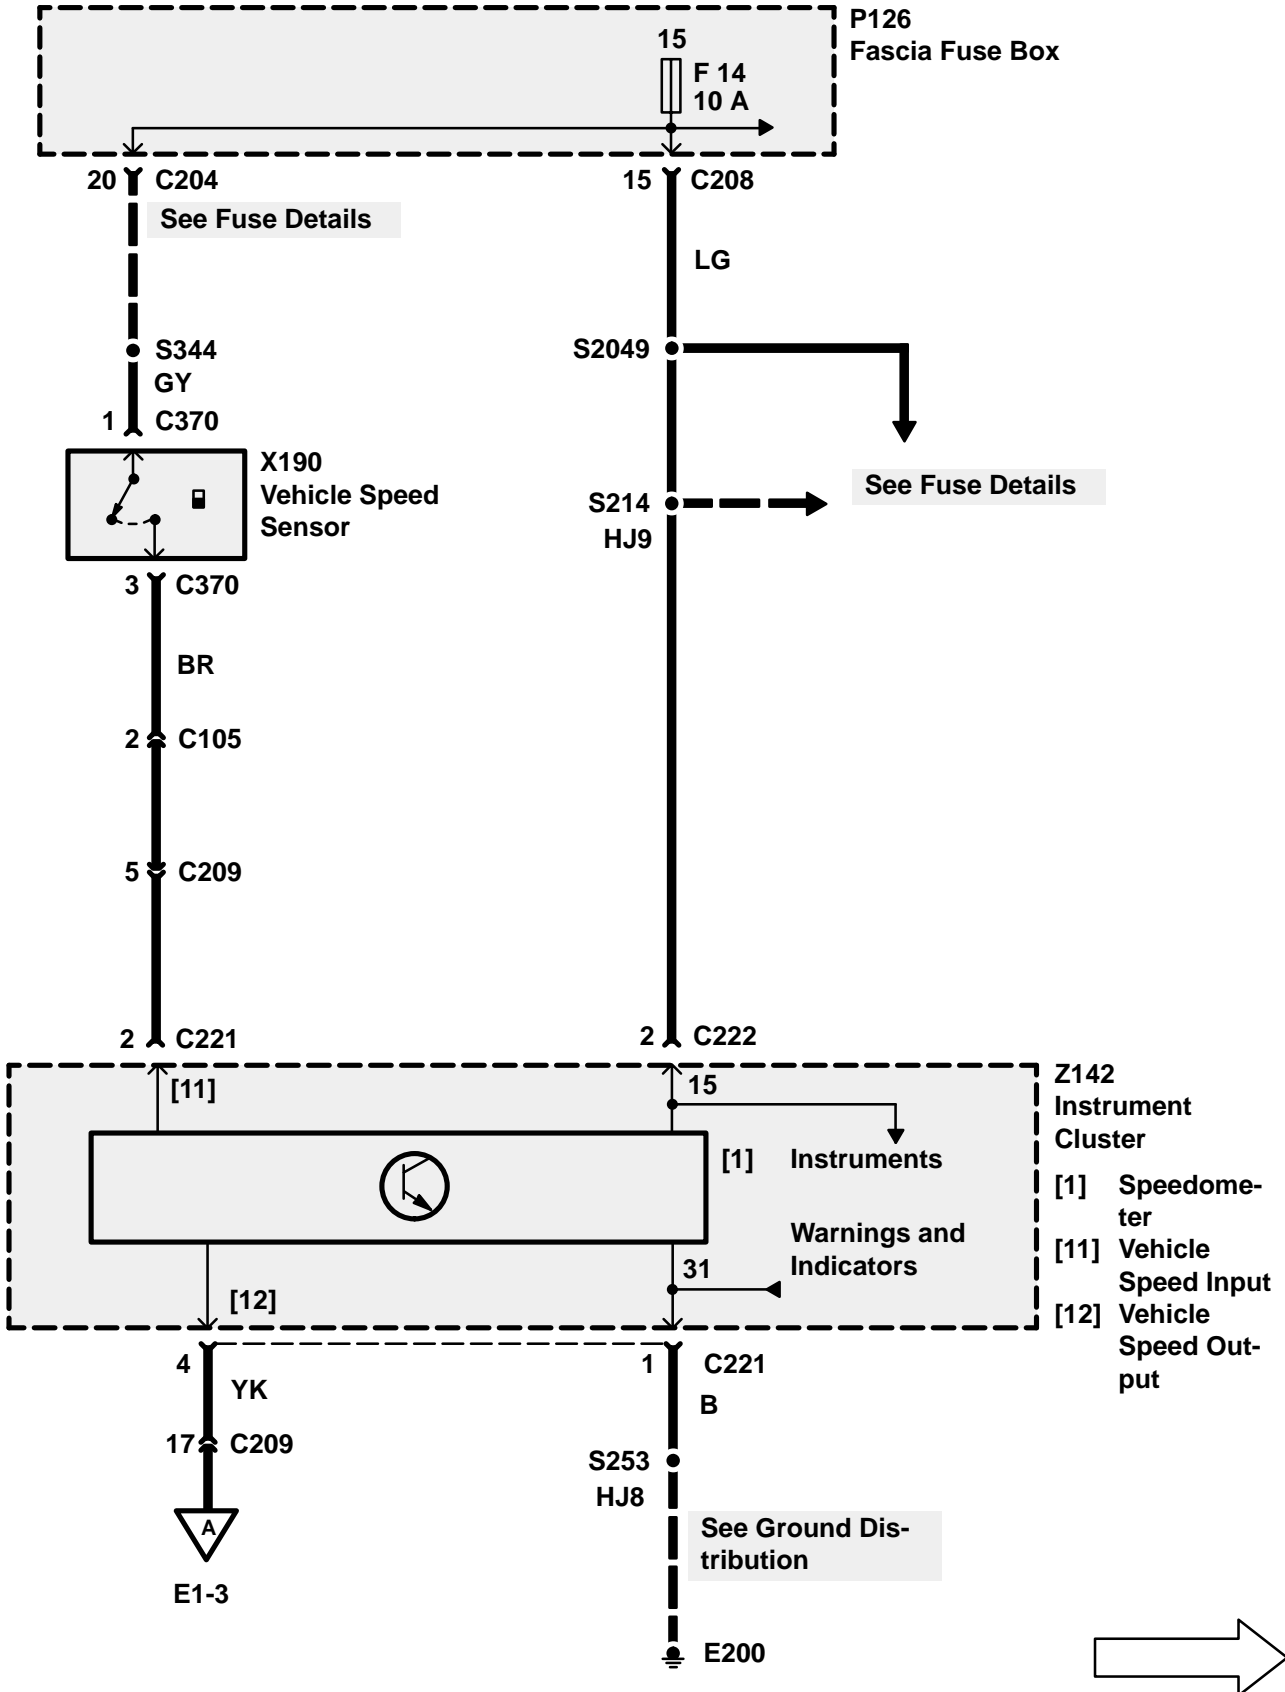 P126
Fascia Fuse Box
15
F 14
10 A
20 C204
15 C208
See Fuse Details
LG
S344
GY
S2049
1 C370
X190
Vehicle Speed
Sensor
See Fuse Details
S214
HJ9
3 C370
BR
2 C105
5 C209
2 C221
2 C222
[11]
15
Z142
Instrument
Cluster
[1] Instruments
[1] Speedome-
ter
Warnings and
Indicators
[11] Vehicle
Speed Input
31
[12]
[12] Vehicle
Speed Out-
put
4
1 C221
YK
B
17 C209
S253
HJ8
A
See Ground Dis-
tribution
E1-3
E200